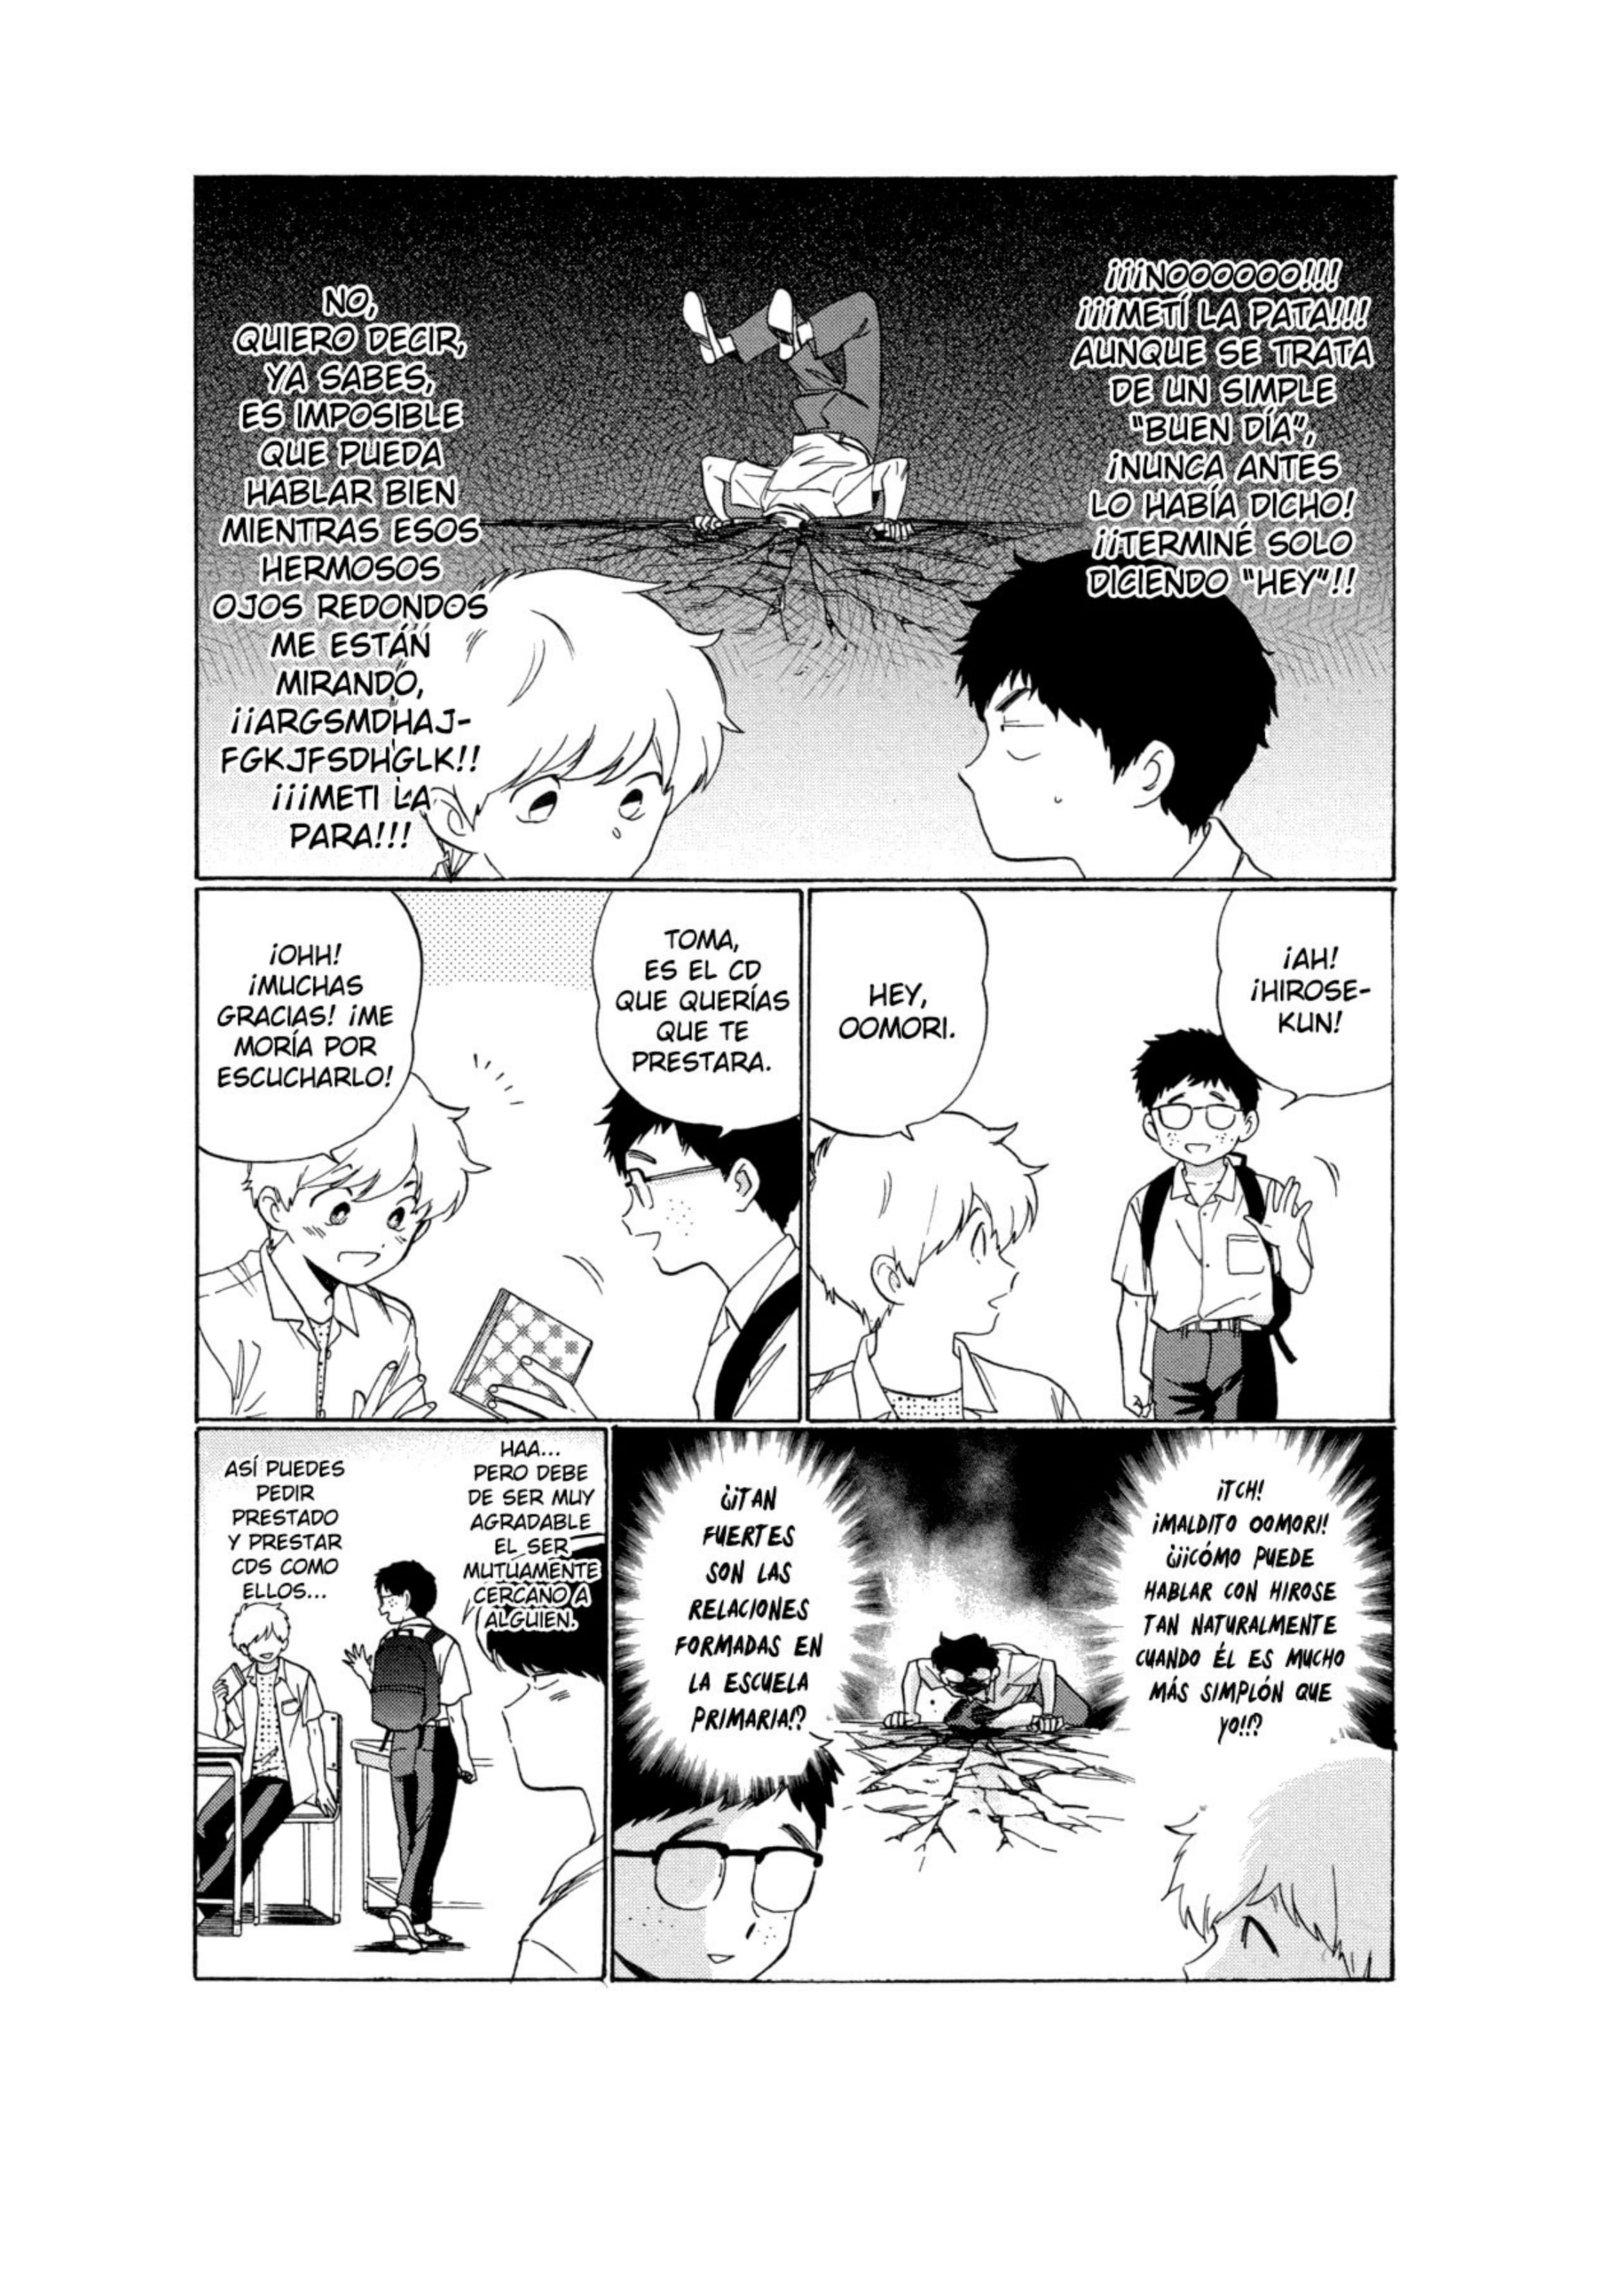 ¡¡¡NOOOOOO!!!
¡¡¡METÍ LA PATA!!!
AUNQUE SE TRATA
DE UN SIMPLE
"BUEN DÍA",
¡NUNCA ANTES
LO HABÍA DICHO!
¡¡TERMINÉ SOLO
DICIENDO "HEY"!!
NO,
QUIERO DECIR,
YA SABES,
ES IMPOSIBLE
QUE PUEDA
HABLAR BIEN
MIENTRAS ESOS
HERMOSOS
OJOS REDONDOS
ME ESTÁN
MIRANDO,
¡¡ARGSMDHAJ-
FGKJFSDHGLK!!
¡¡¡METI LA
PARA!!!
¡AH!
¡HIROSE-
KUN!
HEY,
OOMORI.
TOMA,
ES EL CD
QUE QUERÍAS
QUE TE
PRESTARA.
¡OHH!
¡MUCHAS
GRACIAS! ¡ME
MORÍA POR
ESCUCHARLO!
¡TCH!
¡MALDITO OOMORI!
¿¡¡CÓMO PUEDE
HABLAR CON HIROSE
TAN NATURALMENTE
CUANDO ÉL ES MUCHO
MÁS SIMPLÓN QUE
YO!!?
¿¡TAN
FUERTES
SON LAS
RELACIONES
FORMADAS EN
LA ESCUELA
PRIMARIA!?
HAA...
PERO DEBE
DE SER MUY
AGRADABLE
EL SER
MUTUAMENTE
CERCANO A
ALGUIEN.
ASÍ PUEDES
PEDIR
PRESTADO
Y PRESTAR
CDS COMO
ELLOS...